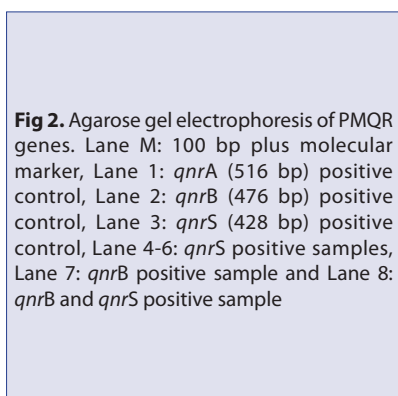 Fig 2. Agarose gel electrophoresis of PMQR
genes. Lane M: 100 bp plus molecular
marker, Lane 1: qnrA (516 bp) positive
control, Lane 2: qnrB (476 bp) positive
control, Lane 3: qnrS (428 bp) positive
control, Lane 4-6: qnrS positive samples,
Lane 7: qnrB positive sample and Lane 8:
qnrB and qnrS positive sample